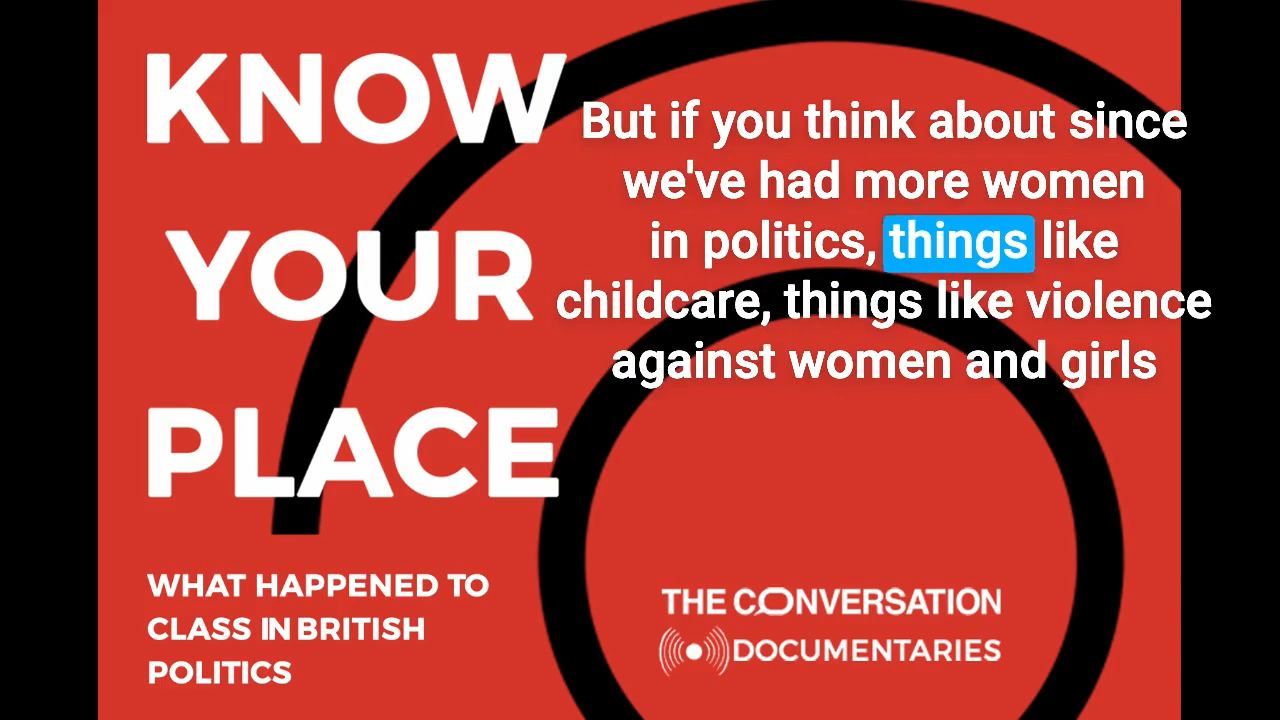 KNOW
YOUR
PLACE
WHAT HAPPENED TO
CLASS IN BRITISH
POLITICS
But if you think about since
we've had more women
in politics, things like
childcare, things like violence
against women and girls
THE CONVERSATION
DOCUMENTARIES